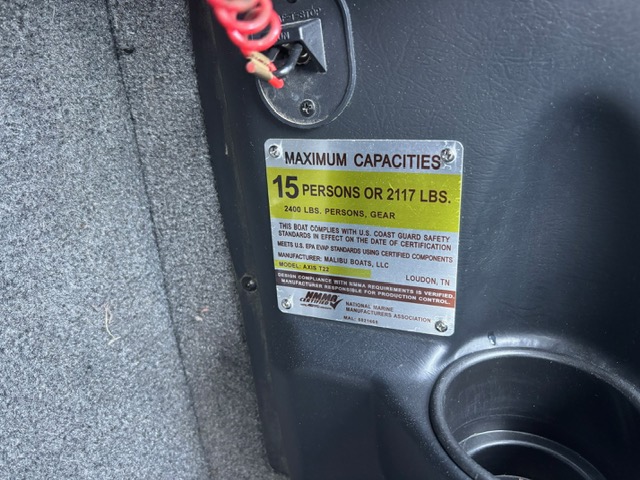 MAXIMUM CAPACITIES
15 PERSONS OR 2117 LBS.
2400 LBS. PERSONS, GEAR
THIS BOAT COMPLIES WITH U.S. COAST GUARD SAFETY
STANDARDS IN EFFECT ON THE DATE OF CERTIFICATION
MEETS U.S. EPA EVAP STANDARDS USING CERTIFIED COMPONENTS
MANUFACTURER: MALIBU BOATS, LLC
MODEL: AXIS T22
LOUDON, TN
DESIGN COMPLIANCE WITH NMMA REQUIREMENTS IS VERIFIED.
MANUFACTURER RESPONSIBLE FOR PRODUCTION CONTROL.
NMMA
CERTIFIED
NATIONAL MARINE
MANUFACTURERS ASSOCIATION